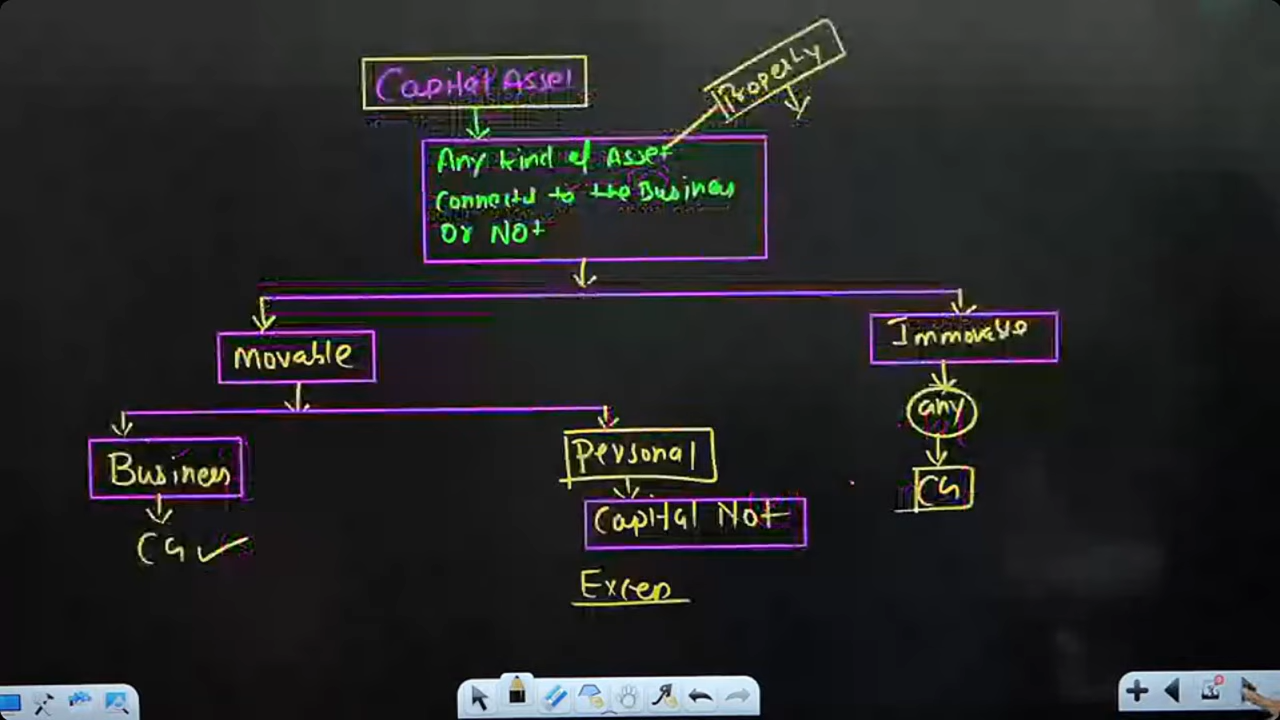 Capital Asset
Property
Any kind of Asset
Connected to the Business
Or Not
Movable
Immovable
any
Business
Personal
CG
Capital Not
CG
Excep